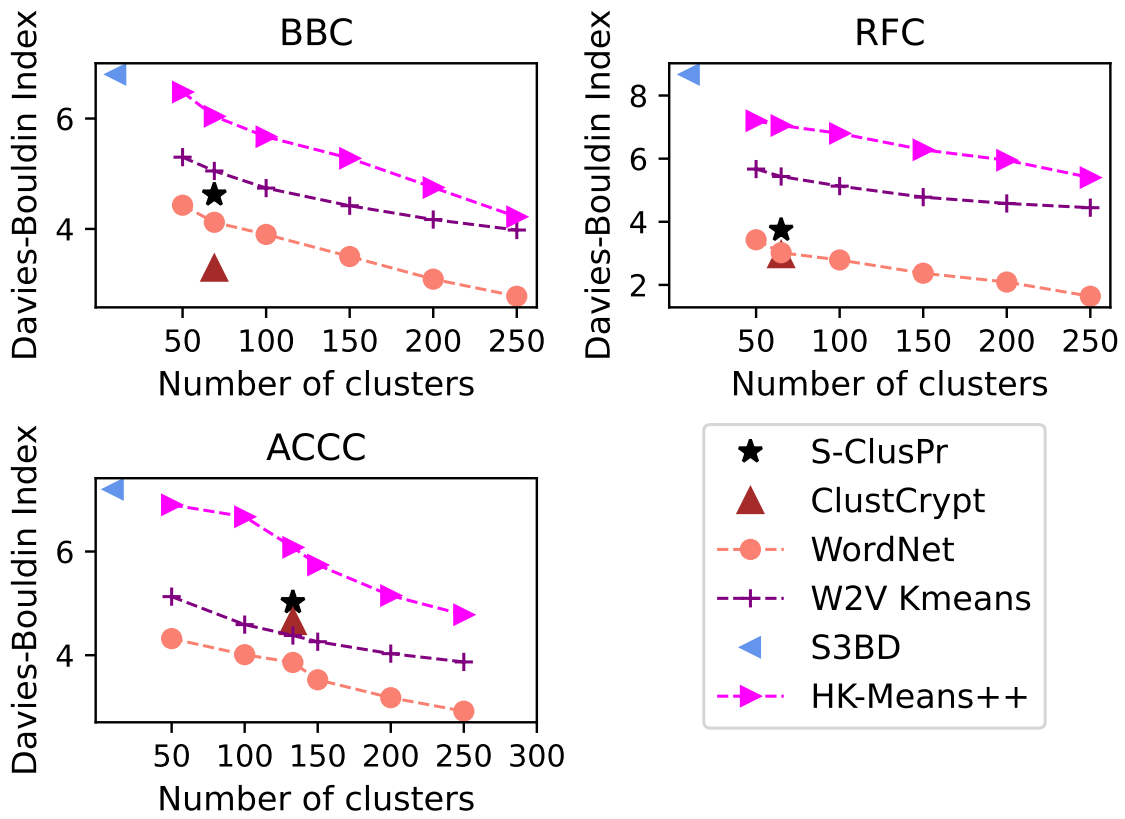 BBC
Davies-Bouldin Index
6
4
50 100 150 200 250
Number of clusters
RFC
Davies-Bouldin Index
8
6
4
2
50 100 150 200 250
Number of clusters
ACCC
Davies-Bouldin Index
6
4
50 100 150 200 250 300
Number of clusters
S-ClusPr
ClustCrypt
WordNet
W2V Kmeans
S3BD
HK-Means++